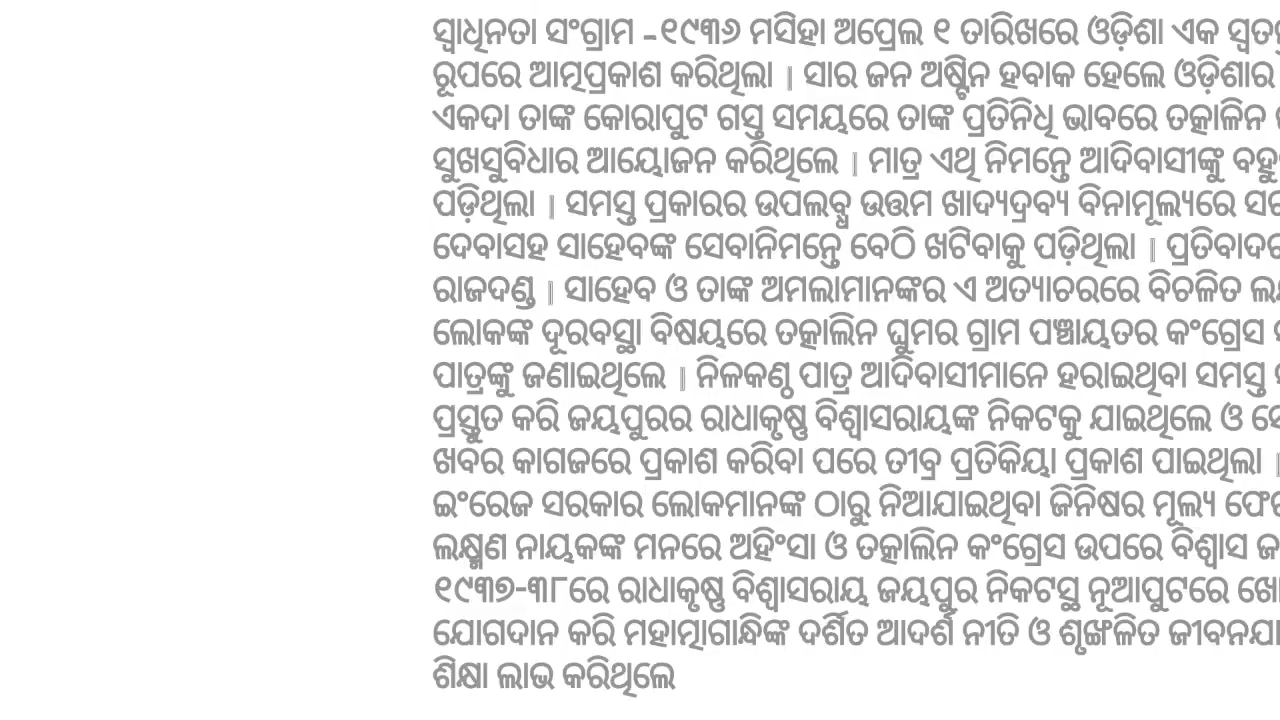 ସ୍ୱାଧିନତା ସଂଗ୍ରାମ -୧୯୩୬ ମସିହା ଅପ୍ରେଲ ୧ ତାରିଖରେ ଓଡ଼ିଶା ଏକ
ରୂପରେ ଆତ୍ମପ୍ରକାଶ କରିଥିଲା ‖ ସାର ଜନ ଅଷ୍ଟିନ ହବାକ ହେଲେ ଓଡ଼ିଶାର
ଏକଦା ତାଙ୍କ କୋରାପୁଟ ଗସ୍ତ ସମୟରେ ତାଙ୍କ ପ୍ରତିନିଧି ଭାବରେ ତତ୍କାଳିନ
ସୁଖସୁବିଧାର ଆୟୋଜନ କରିଥିଲେ ‖ ମାତ୍ର ଏଥି ନିମନ୍ତେ ଆଦିବାସୀଙ୍କୁ
ପଡ଼ିଥିଲା ‖ ସମସ୍ତ ପ୍ରକାରର ଉପଲବ୍ଧ ଉତ୍ତମ ଖାଦ୍ୟଦ୍ରବ୍ୟ ବିନାମୂଲ୍ୟରେ
ଦେବାସହ ସାହେବଙ୍କ ସେବାନିମନ୍ତେ ବେଠି ଖଟିବାକୁ ପଡ଼ିଥିଲା ‖
ରାଜଦଣ୍ଡ ‖ ସାହେବ ଓ ତାଙ୍କ ଅମଲାମାନଙ୍କର ଏ ଅତ୍ୟାଚରରେ ବିଚଳିତ
ଲୋକଙ୍କ ଦୂରବସ୍ଥା ବିଷୟରେ ତତ୍କାଲିନ ଘୁମର ଗ୍ରାମ ପଞ୍ଚାୟତର କଂଗ୍ରେସ
ପାତ୍ରଙ୍କୁ ଜଣାଇଥିଲେ ‖ ନିଳକଣ୍ଠ ପାତ୍ର ଆଦିବାସୀମାନେ ହରାଇଥିବା ସମସ୍ତ
ପ୍ରସ୍ତୁତ କରି ଜୟପୁରର ରାଧାକୃଷ୍ଣ ବିଶ୍ୱାସରାୟଙ୍କ ନିକଟକୁ ଯାଇଥିଲେ ଓ
ଖବର କାଗଜରେ ପ୍ରକାଶ କରିବା ପରେ ତୀବ୍ର ପ୍ରତିକିୟା ପ୍ରକାଶ ପାଇଥିଲା ‖
ଇଂରେଜ ସରକାର ଲୋକମାନଙ୍କ ଠାରୁ ନିଆଯାଇଥିବା ଜିନିଷର ମୂଲ୍ୟ
ଲକ୍ଷ୍ମଣ ନାୟକଙ୍କ ମନରେ ଅହିଂସା ଓ ତତ୍କାଲିନ କଂଗ୍ରେସ ଉପରେ ବିଶ୍ୱାସ
୧୯୩୭-୩୮ରେ ରାଧାକୃଷ୍ଣ ବିଶ୍ୱାସରାୟ ଜୟପୁର ନିକଟସ୍ଥ ନୂଆପୁଟରେ
ଯୋଗଦାନ କରି ମହାତ୍ମାଗାନ୍ଧିଙ୍କ ଦର୍ଶିତ ଆଦର୍ଶ ନୀତି ଓ ଶୃଙ୍ଖଳିତ
ଶିକ୍ଷା ଲାଭ କରିଥିଲେ